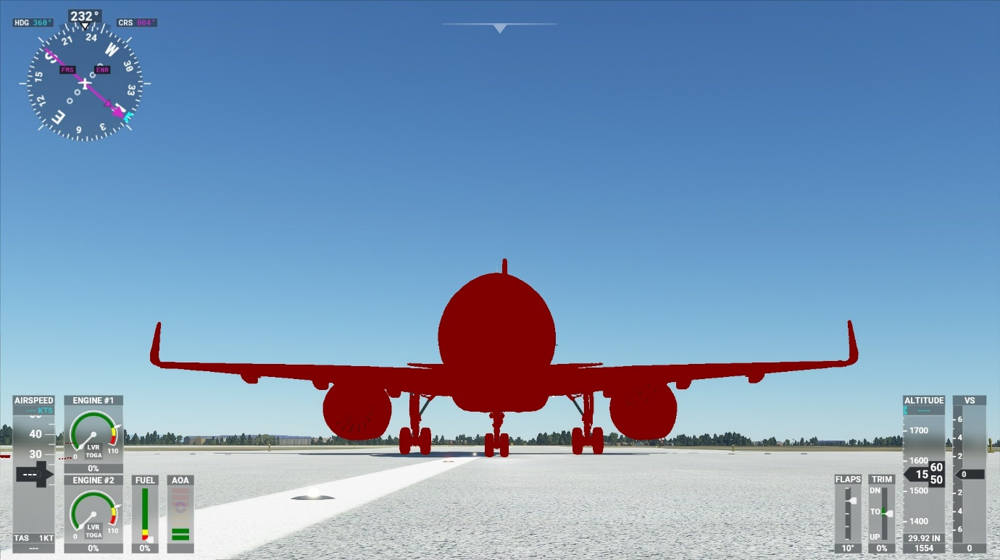 232°
HDG 360°
CRS 004°
21
24
W
30
33
3
6
E
12
15
S
FMS
ENR
AIRSPEED
--- KTS
40
30
---
TAS 1KT
---
ENGINE #1
LVR
TOGA
0
110
0%
ENGINE #2
LVR
TOGA
0
110
0%
FUEL
0%
AOA
FLAPS
10°
TRIM
DN
TO
UP
0%
ALTITUDE
----
1700
1600
15 60
50
1500
1400
29.92 IN
1554
VS
6
4
2
0
2
4
6
0